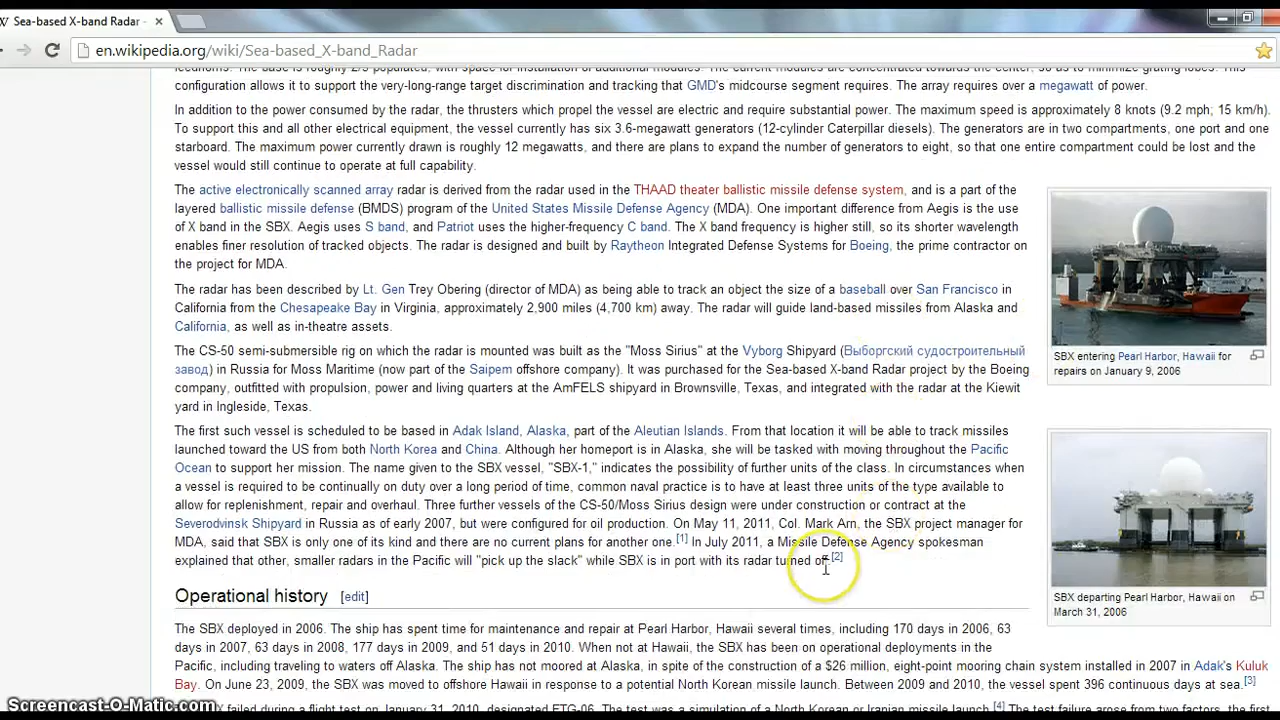 Sea-based X-band Radar -
en.wikipedia.org/wiki/Sea-based_X-band_Radar
configuration allows it to support the very-long-range target discrimination and tracking that GMD's midcourse segment requires. The array requires over a megawatt of power.
In addition to the power consumed by the radar, the thrusters which propel the vessel are electric and require substantial power. The maximum speed is approximately 8 knots (9.2 mph; 15 km/h).
To support this and all other electrical equipment, the vessel currently has six 3.6-megawatt generators (12-cylinder Caterpillar diesels). The generators are in two compartments, one port and one
starboard. The maximum power currently drawn is roughly 12 megawatts, and there are plans to expand the number of generators to eight, so that one entire compartment could be lost and the
vessel would still continue to operate at full capability.
The active electronically scanned array radar is derived from the radar used in the THAAD theater ballistic missile defense system, and is a part of the
layered ballistic missile defense (BMDS) program of the United States Missile Defense Agency (MDA). One important difference from Aegis is the use
of X band in the SBX. Aegis uses S band, and Patriot uses the higher-frequency C band. The X band frequency is higher still, so its shorter wavelength
enables finer resolution of tracked objects. The radar is designed and built by Raytheon Integrated Defense Systems for Boeing, the prime contractor on
the project for MDA.
The radar has been described by Lt. Gen Trey Obering (director of MDA) as being able to track an object the size of a baseball over San Francisco in
California from the Chesapeake Bay in Virginia, approximately 2,900 miles (4,700 km) away. The radar will guide land-based missiles from Alaska and
California, as well as in-theatre assets.
SBX entering Pearl Harbor, Hawaii for
repairs on January 9, 2006
The CS-50 semi-submersible rig on which the radar is mounted was built as the "Moss Sirius" at the Vyborg Shipyard (Выборгский судостроительный
завод) in Russia for Moss Maritime (now part of the Saipem offshore company). It was purchased for the Sea-based X-band Radar project by the Boeing
company, outfitted with propulsion, power and living quarters at the AmFELS shipyard in Brownsville, Texas, and integrated with the radar at the Kiewit
yard in Ingleside, Texas.
The first such vessel is scheduled to be based in Adak Island, Alaska, part of the Aleutian Islands. From that location it will be able to track missiles
launched toward the US from both North Korea and China. Although her homeport is in Alaska, she will be tasked with moving throughout the Pacific
Ocean to support her mission. The name given to the SBX vessel, "SBX-1," indicates the possibility of further units of the class. In circumstances when
a vessel is required to be continually on duty over a long period of time, common naval practice is to have at least three units of the type available to
allow for replenishment, repair and overhaul. Three further vessels of the CS-50/Moss Sirius design were under construction or contract at the
Severodvinsk Shipyard in Russia as of early 2007, but were configured for oil production. On May 11, 2011, Col. Mark Arn, the SBX project manager for
MDA, said that SBX is only one of its kind and there are no current plans for another one.[1] In July 2011, a Missile Defense Agency spokesman
explained that other, smaller radars in the Pacific will "pick up the slack" while SBX is in port with its radar turned off.[2]
SBX departing Pearl Harbor, Hawaii on
March 31, 2006
Operational history [edit]
The SBX deployed in 2006. The ship has spent time for maintenance and repair at Pearl Harbor, Hawaii several times, including 170 days in 2006, 63
days in 2007, 63 days in 2008, 177 days in 2009, and 51 days in 2010. When not at Hawaii, the SBX has been on operational deployments in the
Pacific, including traveling to waters off Alaska. The ship has not moored at Alaska, in spite of the construction of a $26 million, eight-point mooring chain system installed in 2007 in Adak's Kuluk
Bay. On June 23, 2009, the SBX was moved to offshore Hawaii in response to a potential North Korean missile launch. Between 2009 and 2010, the vessel spent 396 continuous days at sea.[3]
failed during a flight test on January 31, 2010, designated FTG-06. The test was a simulation of a North Korean or Iranian missile launch.[4] The test failure arose from two factors, the first
Screencast-O-Matic.com